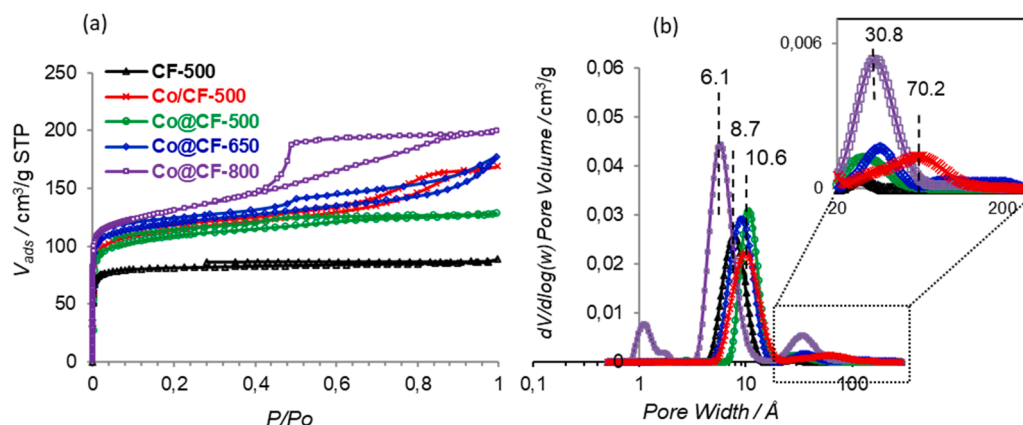 (a)
250
200
150
100
50
0
CF-500
Co/CF-500
Co@CF-500
Co@CF-650
Co@CF-800
0 0,2 0,4 0,6 0,8 1
V_ads / cm³/g STP
P/Po
(b)
0,06
0,05
0,04
0,03
0,02
0,01
0
6.1
8.7
10.6
0,1 1 10 100
dV/dlog(w) Pore Volume / cm³/g
Pore Width / Å
0,006
0
30.8
70.2
20 200